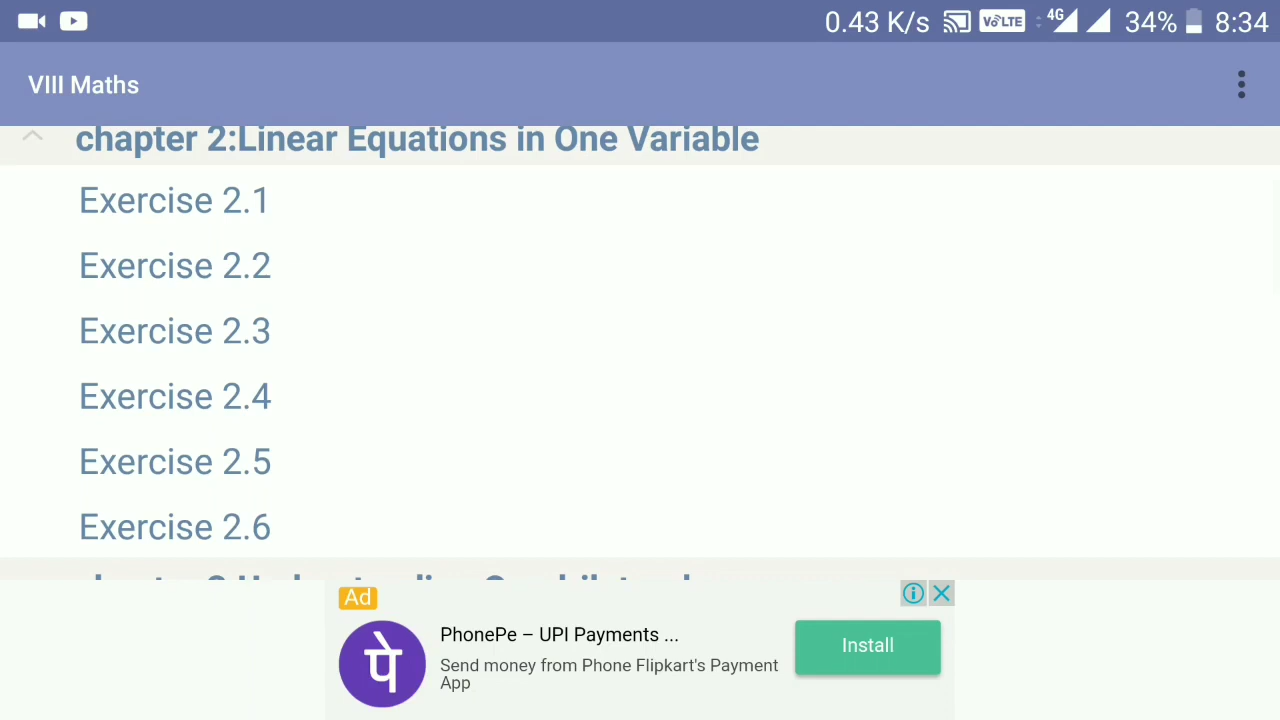 0.43 K/s VoLTE 4G 34% 8:34
VIII Maths
chapter 2:Linear Equations in One Variable
Exercise 2.1
Exercise 2.2
Exercise 2.3
Exercise 2.4
Exercise 2.5
Exercise 2.6
Ad
पे
PhonePe – UPI Payments ...
Send money from Phone Flipkart's Payment
App
Install